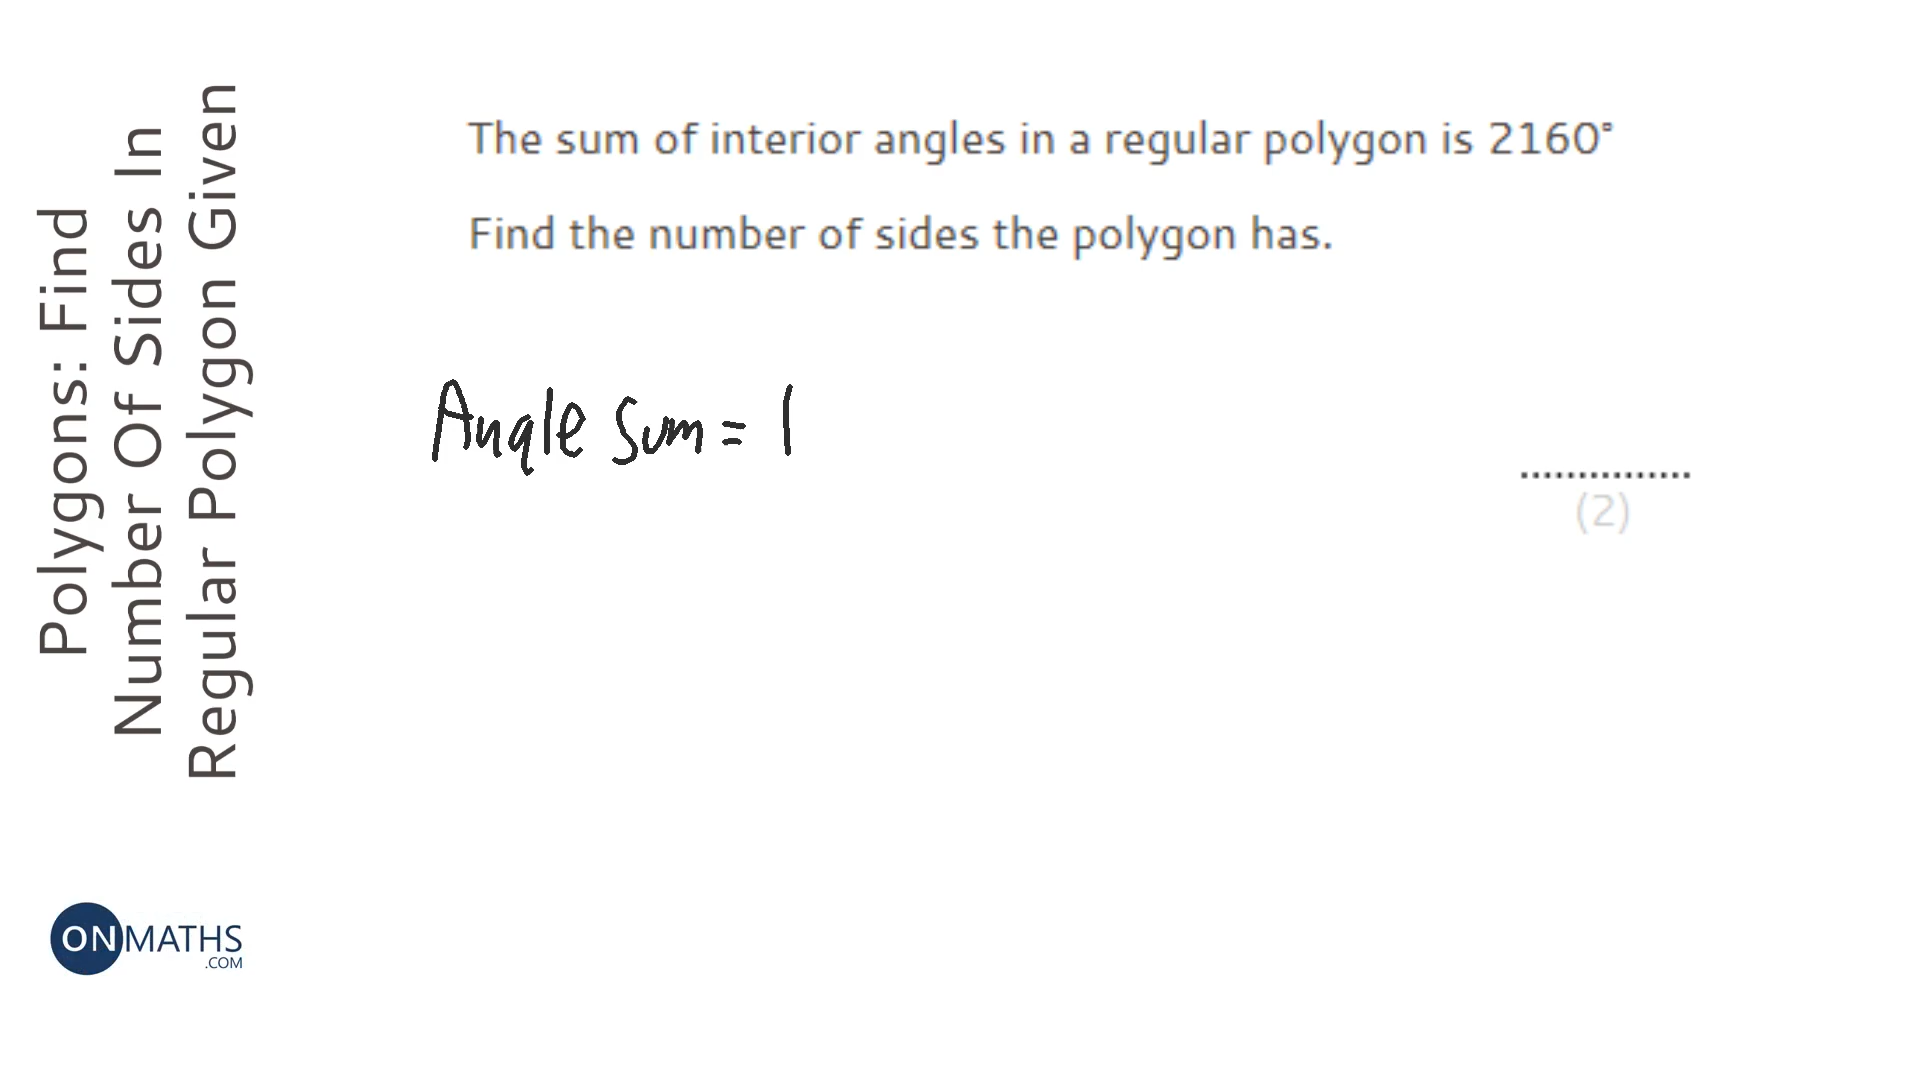 Polygons: Find
Number Of Sides In
Regular Polygon Given
The sum of interior angles in a regular polygon is 2160°
Find the number of sides the polygon has.
Angle Sum = 1
...............
(2)
ONMATHS
.COM